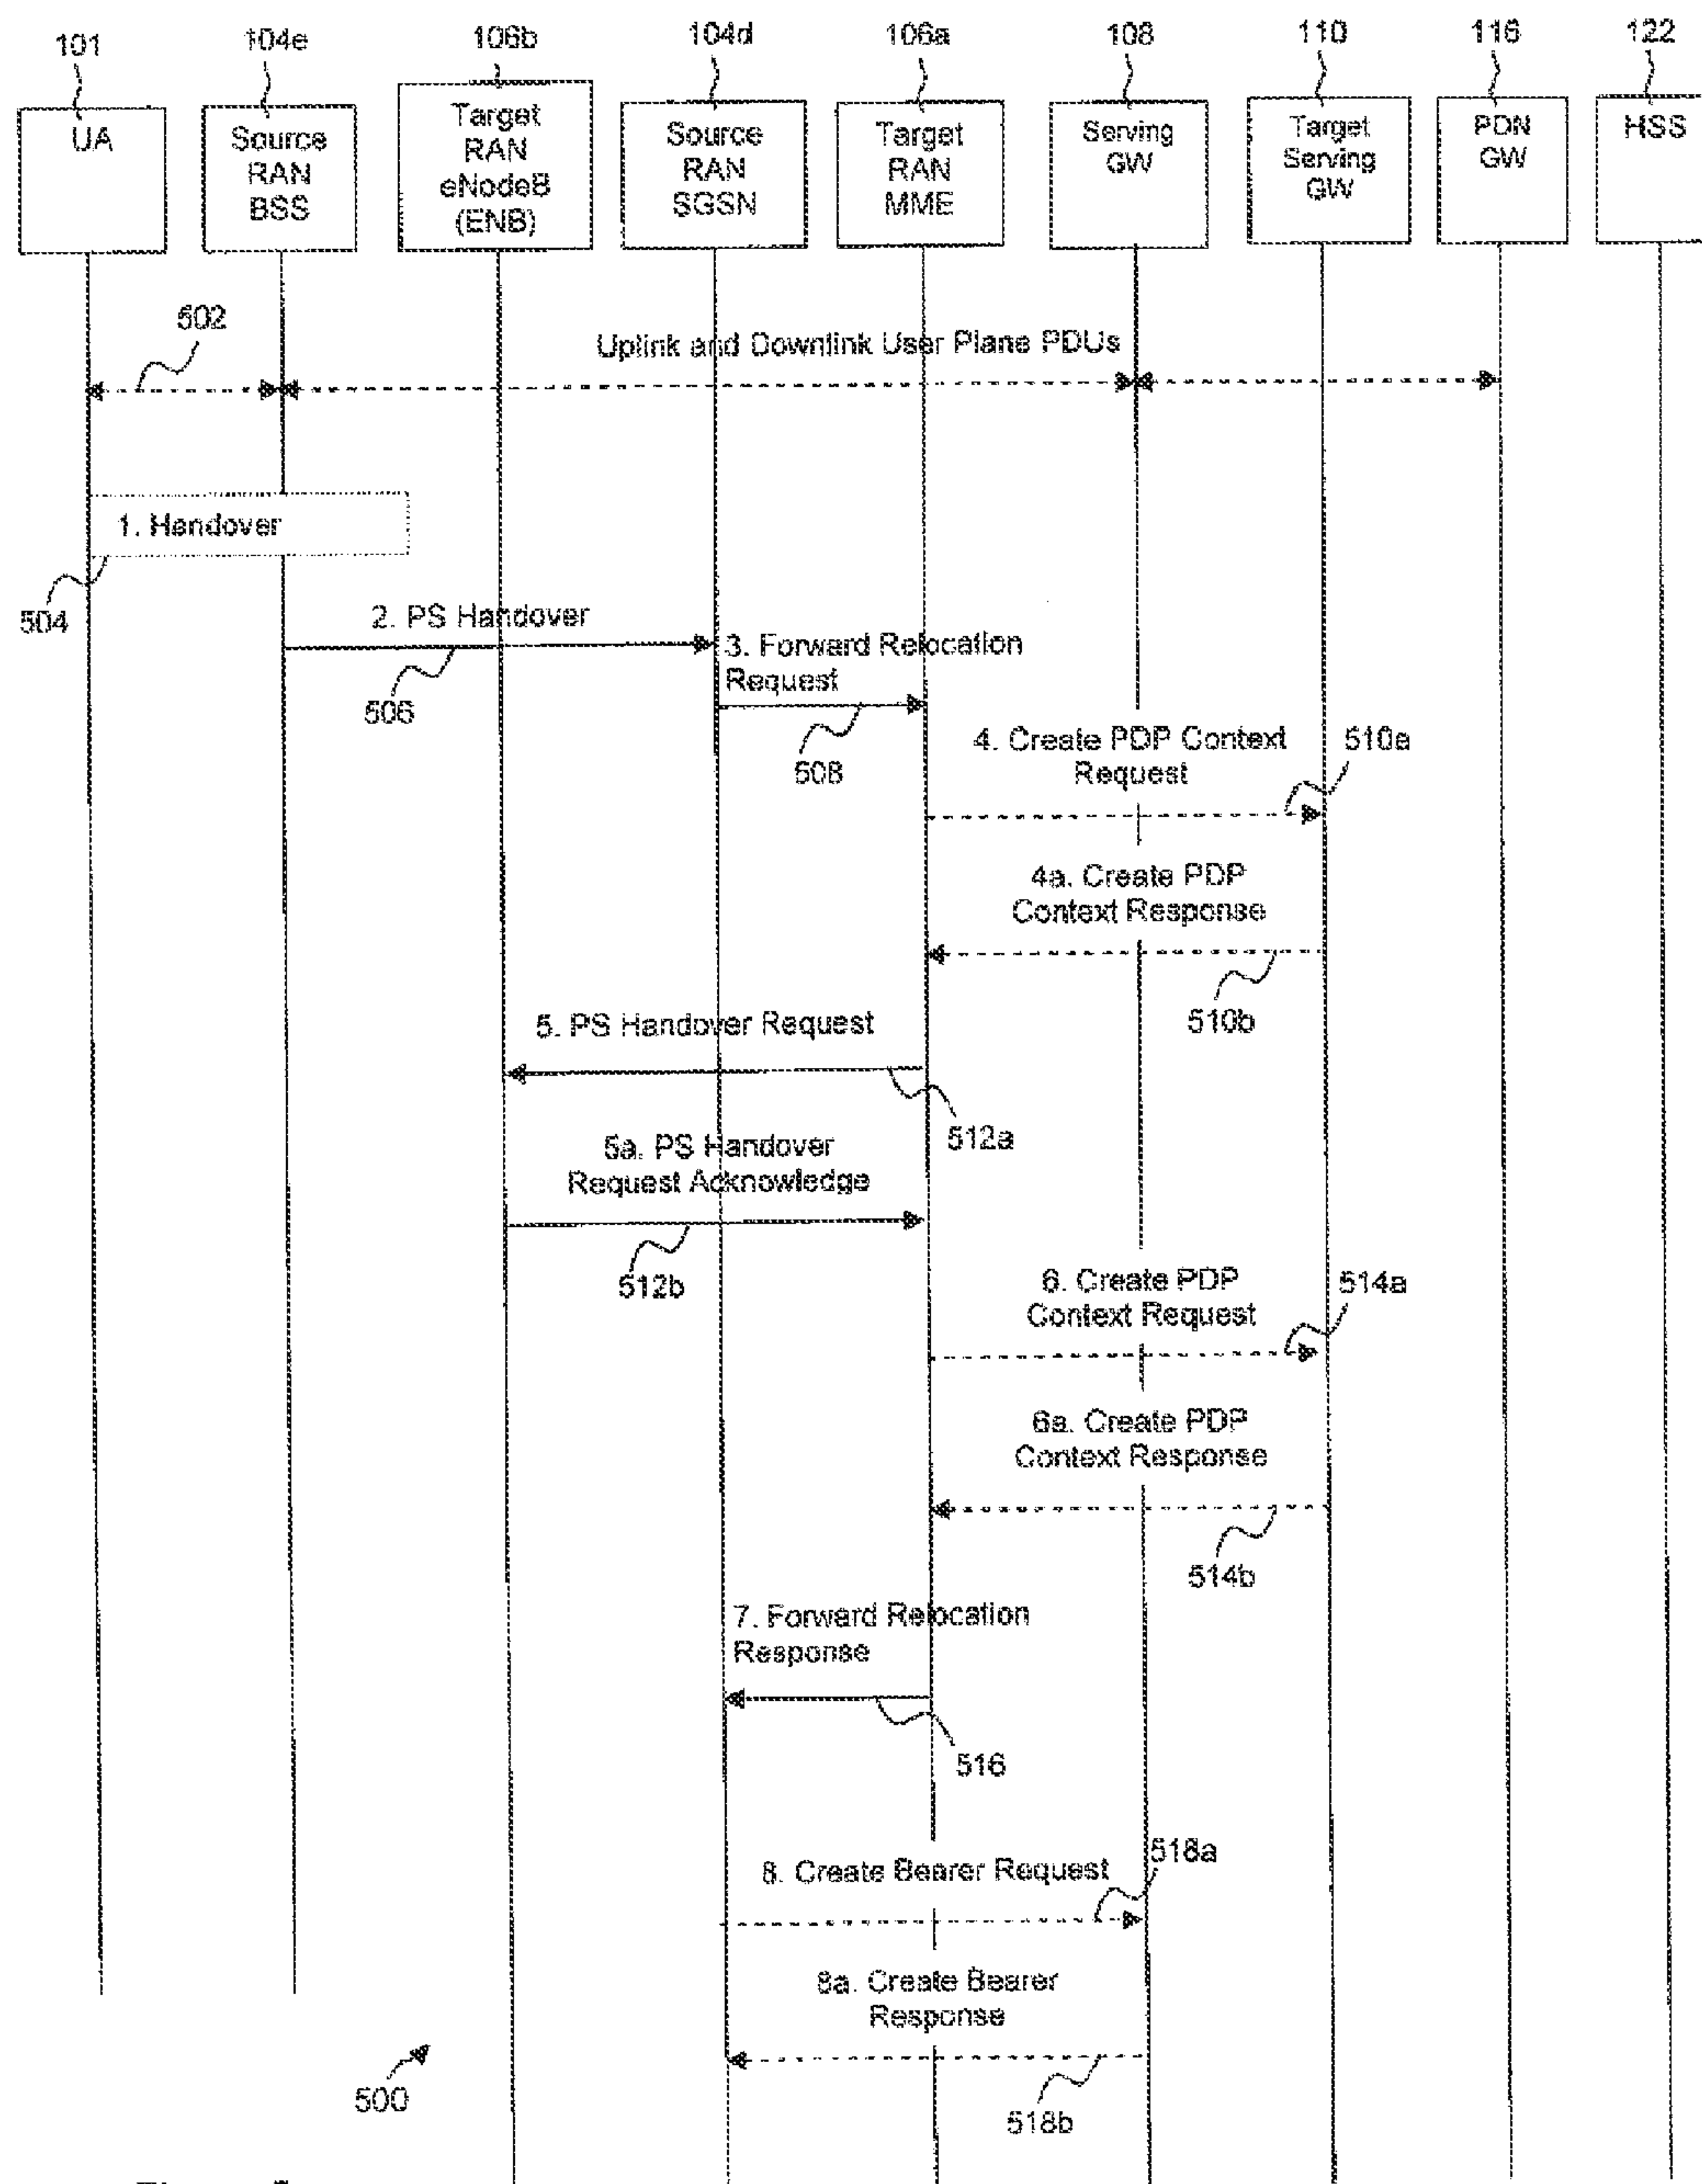 101
104e
106b
104d
106a
108
110
116
122
UA
Source
RAN
BSS
Target
RAN
eNodeB
(ENB)
Source
RAN
SGSN
Target
RAN
MME
Serving
GW
Target
Serving
GW
PDN
GW
HSS
502
Uplink and Downlink User Plane PDUs
1. Handover
504
2. PS Handover
506
3. Forward Relocation
Request
508
4. Create PDP Context
Request
510a
4a. Create PDP
Context Response
510b
5. PS Handover Request
512a
5a. PS Handover
Request Acknowledge
512b
6. Create PDP
Context Request
514a
6a. Create PDP
Context Response
514b
7. Forward Relocation
Response
516
8. Create Bearer Request
518a
8a. Create Bearer
Response
518b
500